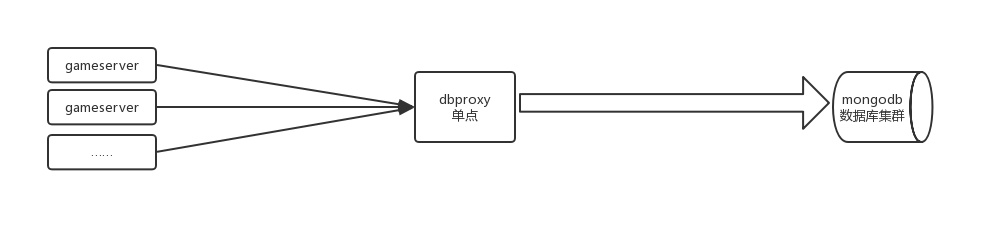 gameserver
gameserver
……
dbproxy
单点
mongodb
数据库集群